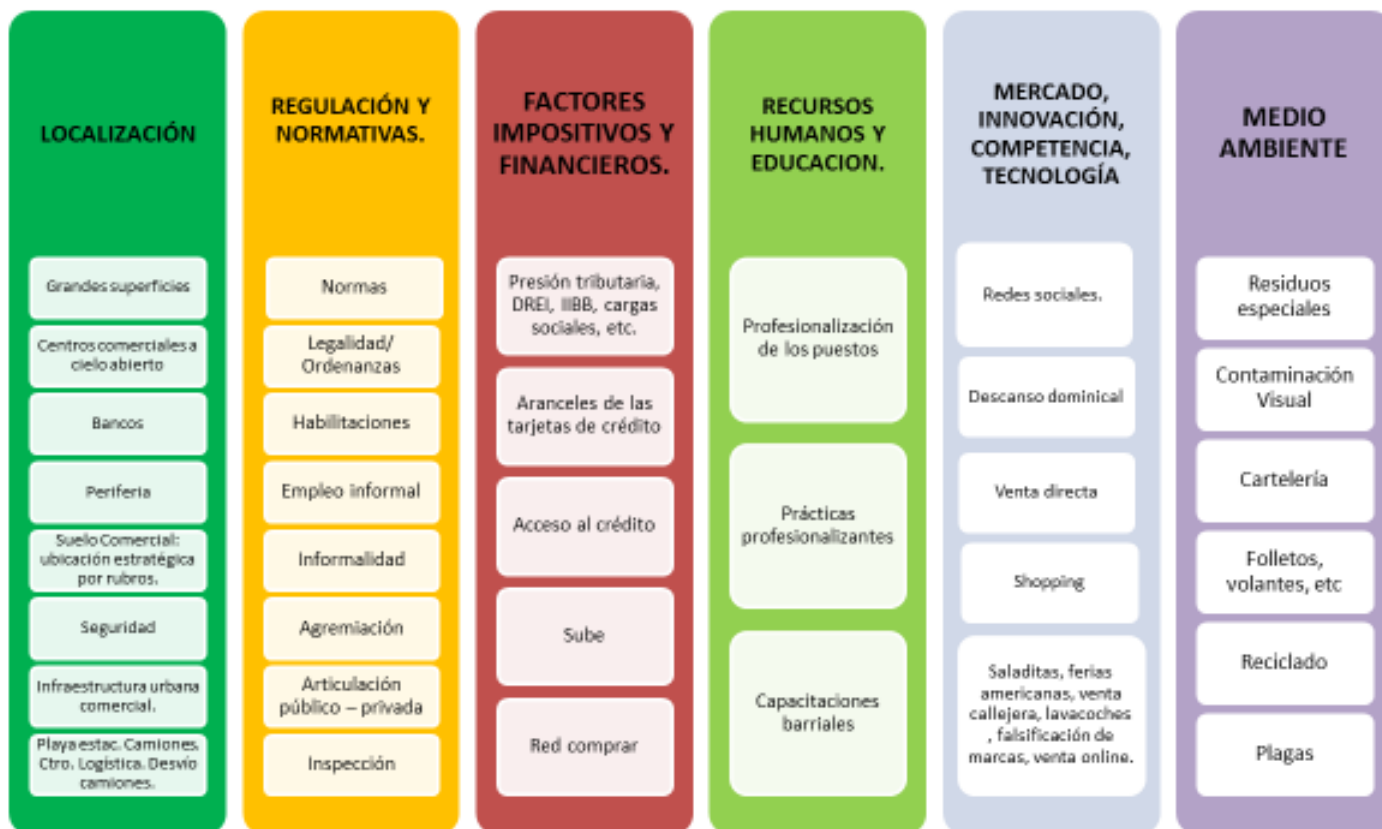 LOCALIZACIÓN
Grandes superficies
Centros comerciales a
cielo abierto
Bancos
Periferia
Suelo Comercial:
ubicación estratégica
por rubros.
Seguridad
Infraestructura urbana
comercial.
Playa estac. Camiones.
Ctro. Logística. Desvío
camiones.
REGULACIÓN Y
NORMATIVAS.
Normas
Legalidad/
Ordenanzas
Habilitaciones
Empleo informal
Informalidad
Agremiación
Articulación
público – privada
Inspección
FACTORES
IMPOSITIVOS Y
FINANCIEROS.
Presión tributaria,
DREI, IIBB, cargas
sociales, etc.
Aranceles de las
tarjetas de crédito
Acceso al crédito
Sube
Red comprar
RECURSOS
HUMANOS Y
EDUCACION.
Profesionalización
de los puestos
Prácticas
profesionalizantes
Capacitaciones
barriales
MERCADO,
INNOVACIÓN,
COMPETENCIA,
TECNOLOGÍA
Redes sociales.
Descanso dominical
Venta directa
Shopping
Saladitas, ferias
americanas, venta
callejera, lavacoches
, falsificación de
marcas, venta online.
MEDIO
AMBIENTE
Residuos
especiales
Contaminación
Visual
Cartelería
Folletos,
volantes, etc
Reciclado
Plagas